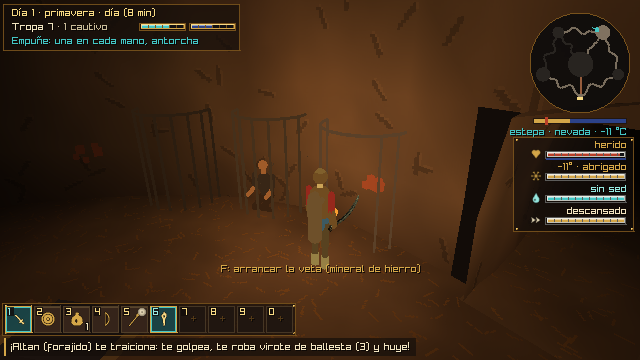 Día 1 · primavera · día (8 min)
Tropa 7 · 1 cautivo
Empuñe: una en cada mano, antorcha
estepa · nevada · -11 °C
herido
-11° · abrigado
sin sed
descansado
F: arrancar la veta (mineral de hierro)
1 2 3 4 5 6 7 8 9 0
1
¡Altan (forajido) te traiciona: te golpea, te roba virote de ballesta (3) y huye!